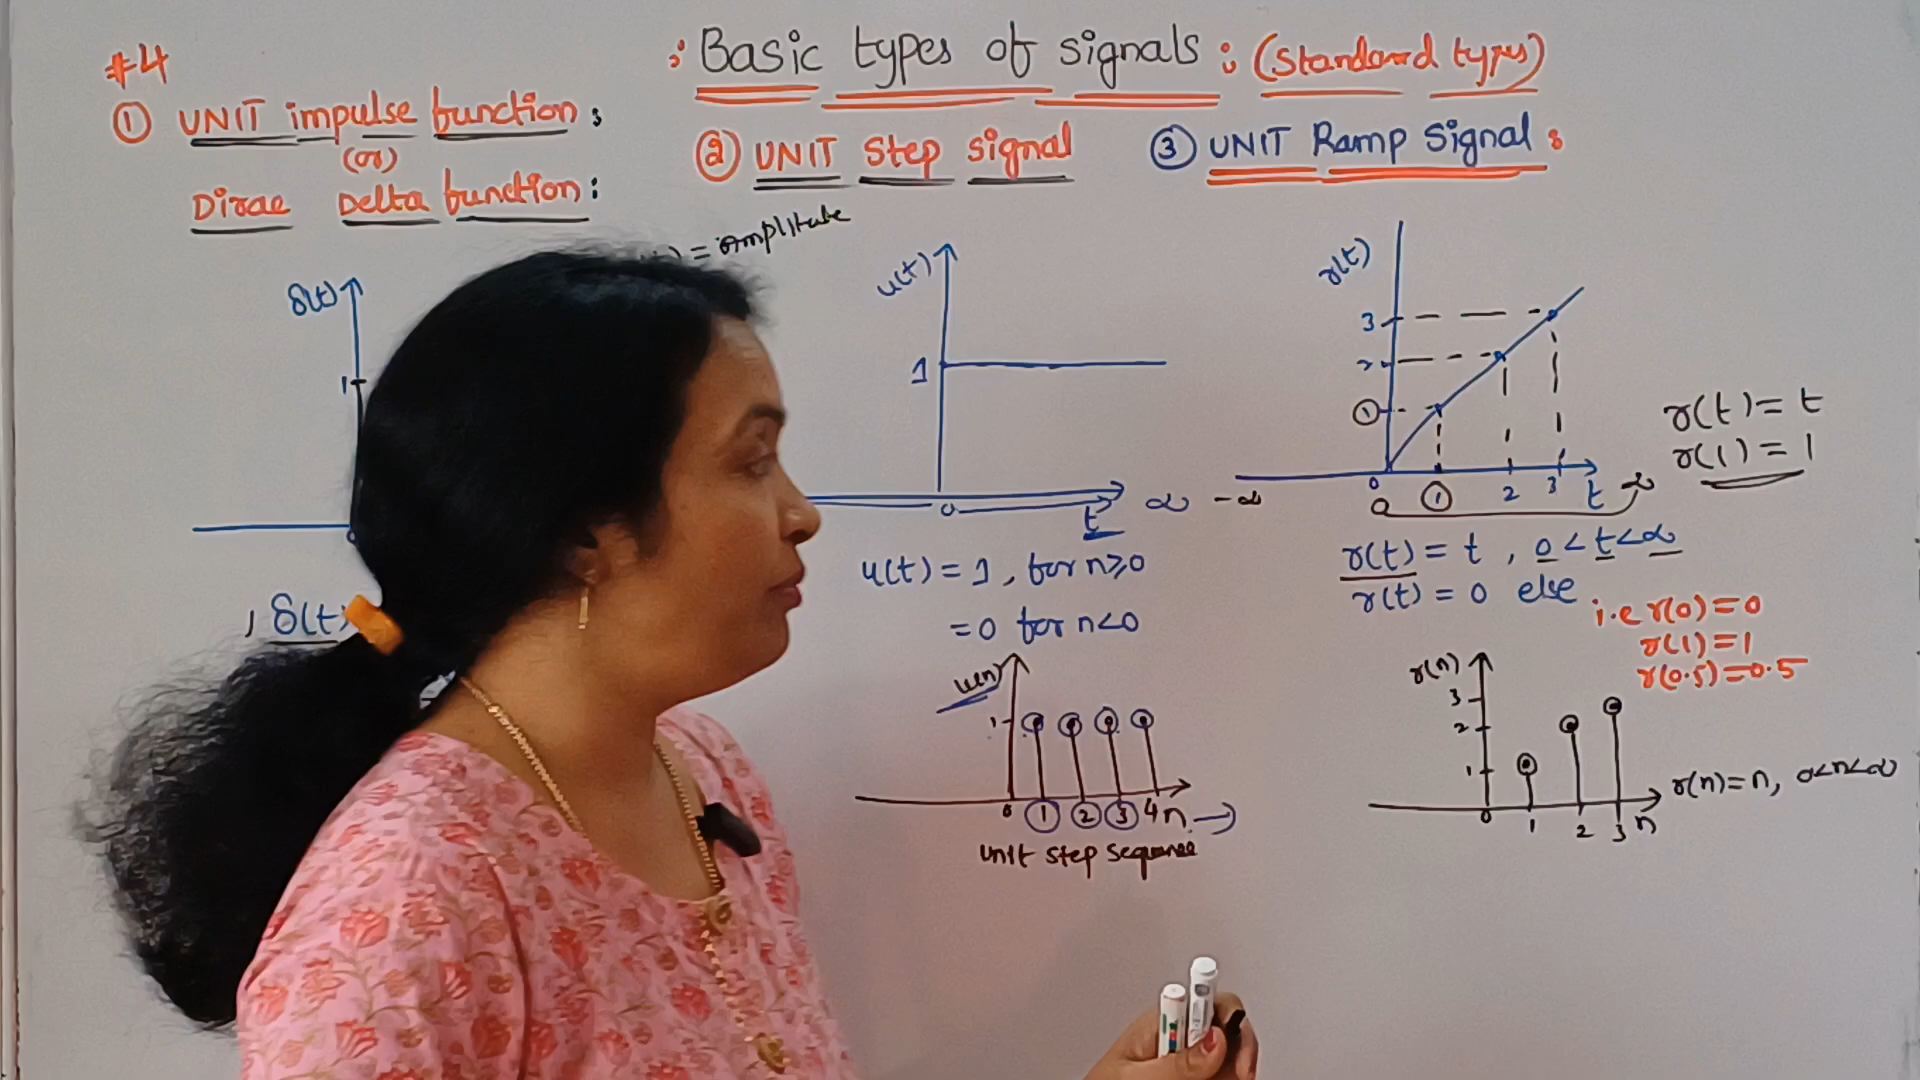 #4
: Basic types of signals : (Standard types)
① UNIT impulse function :
(or)
Dirac Delta function :
② UNIT Step signal
③ UNIT Ramp Signal :
= amplitude
δ(t)
1
, δ(t)
u(t)
1
0
t
∞
u(t) = 1 , for n≥0
= 0 for n<0
u(n)
1
0 ① ② ③ 4 n →
unit step sequence
r(t)
3
2
①
-∞ 0 ① 2 3 t ∞
0
r(t) = t
r(1) = 1
r(t) = t , 0 < t < ∞
r(t) = 0 else
i.e r(0) = 0
r(1) = 1
r(0.5) = 0.5
r(n)
3
2
1
0 1 2 3 n
r(n) = n, 0<n<∞